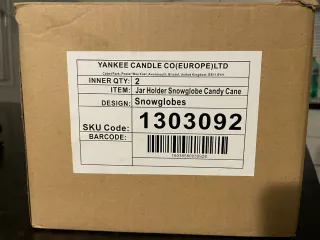 YANKEE CANDLE CO(EUROPE)LTD
INNER QTY: 2
ITEM: Jar Holder Snowglobe Candy Cane
DESIGN: Snowglobes
SKU Code: 1303092
BARCODE: